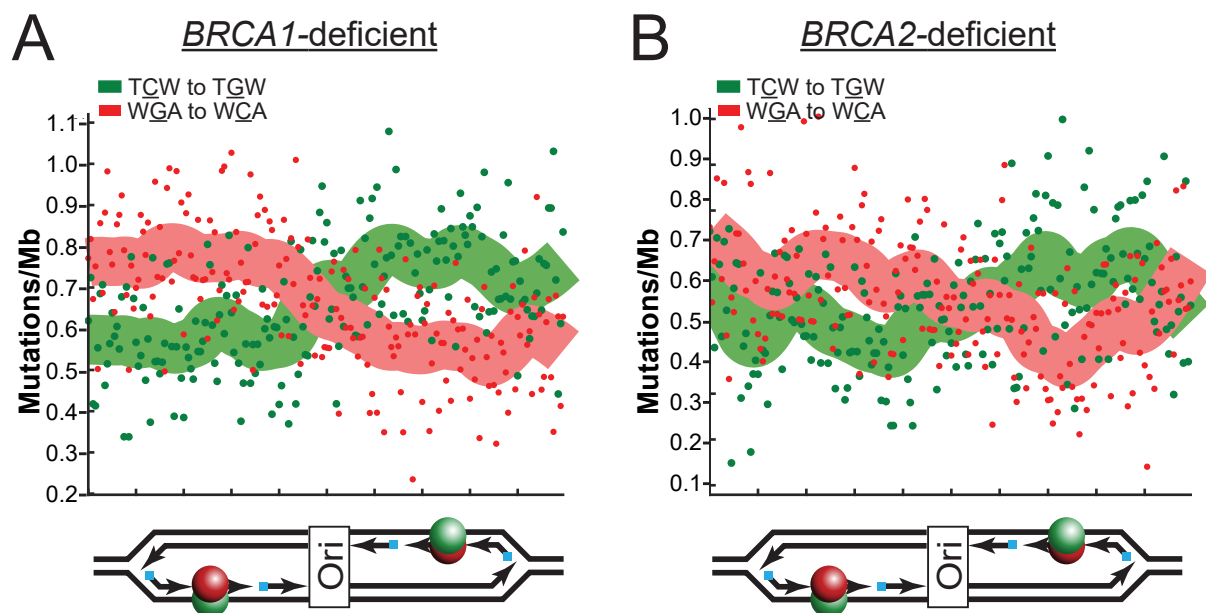 A
BRCA1-deficient
TCW to TGW
WGA to WCA
Mutations/Mb
1.1
1.0
0.9
0.8
0.7
0.6
0.5
0.4
0.3
0.2
Ori
B
BRCA2-deficient
TCW to TGW
WGA to WCA
Mutations/Mb
1.0
0.9
0.8
0.7
0.6
0.5
0.4
0.3
0.2
0.1
Ori